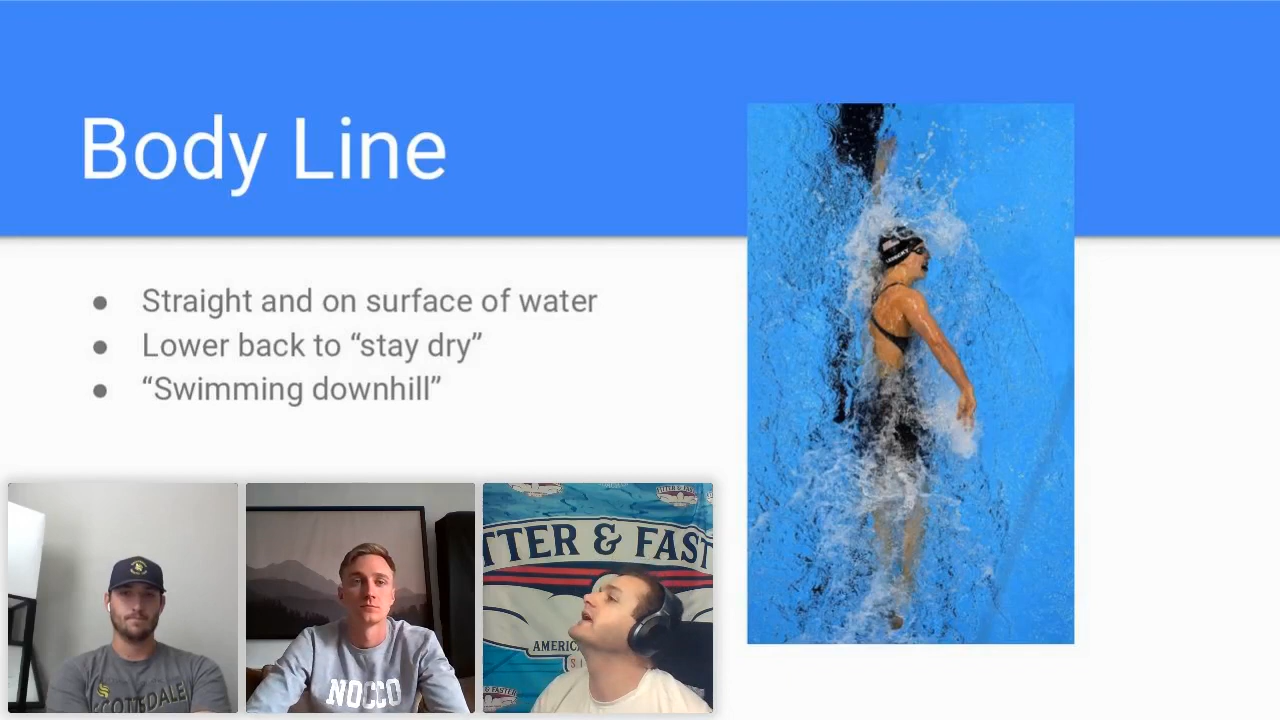 Body Line
● Straight and on surface of water
● Lower back to “stay dry”
● “Swimming downhill”
SCOTTSDALE
NOCCO
TTER & FAST
AMERIC